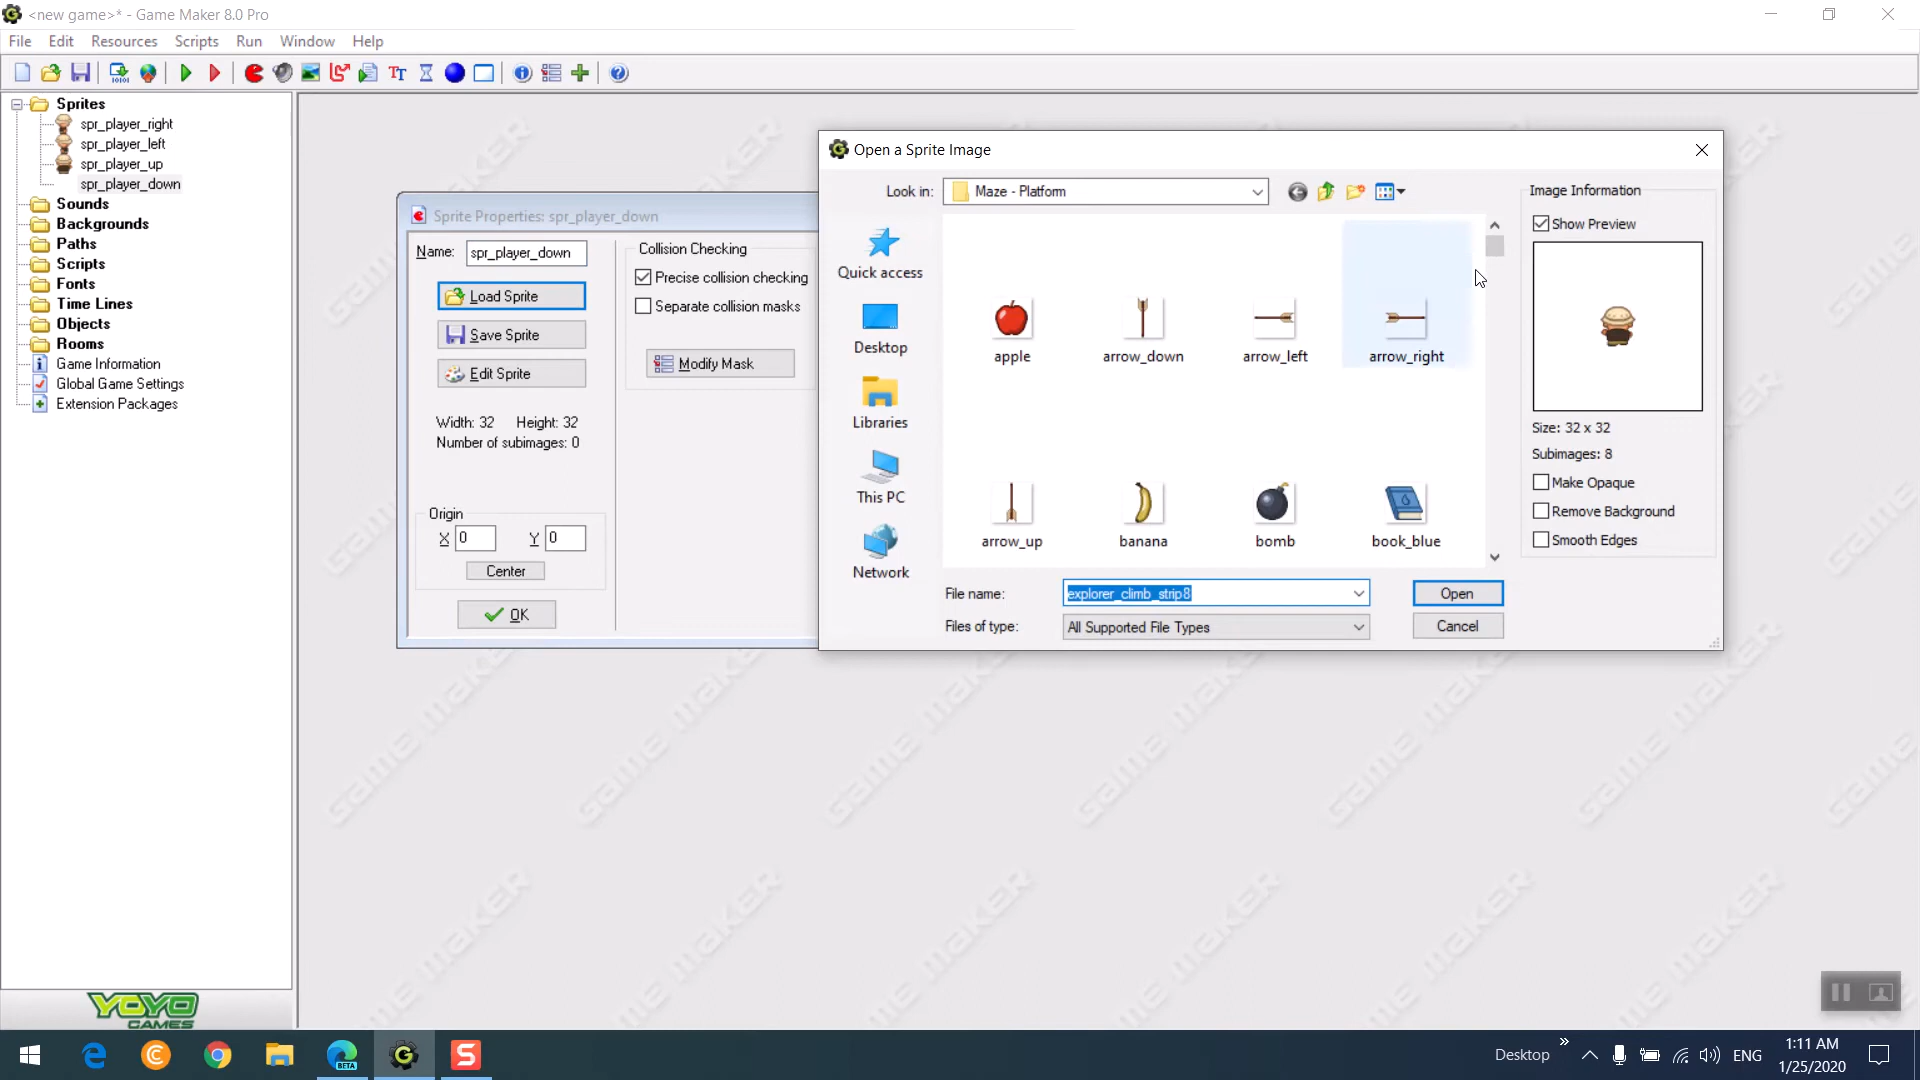 <new game>* - Game Maker 8.0 Pro
File Edit Resources Scripts Run Window Help
Sprites
spr_player_right
spr_player_left
spr_player_up
spr_player_down
Sounds
Backgrounds
Paths
Scripts
Fonts
Time Lines
Objects
Rooms
Game Information
Global Game Settings
Extension Packages
YOYO
GAMES
Sprite Properties: spr_player_down
Name: spr_player_down
Load Sprite
Save Sprite
Edit Sprite
Width: 32 Height: 32
Number of subimages: 0
Origin
X 0 Y 0
Center
OK
Collision Checking
Precise collision checking
Separate collision masks
Modify Mask
Open a Sprite Image
Look in: Maze - Platform
Quick access
Desktop
Libraries
This PC
Network
apple arrow_down arrow_left arrow_right
arrow_up banana bomb book_blue
File name: explorer_climb_strip8 Open
Files of type: All Supported File Types Cancel
Image Information
Show Preview
Size: 32 x 32
Subimages: 8
Make Opaque
Remove Background
Smooth Edges
GAME MAKER
BETA
Desktop ENG
1:11 AM
1/25/2020